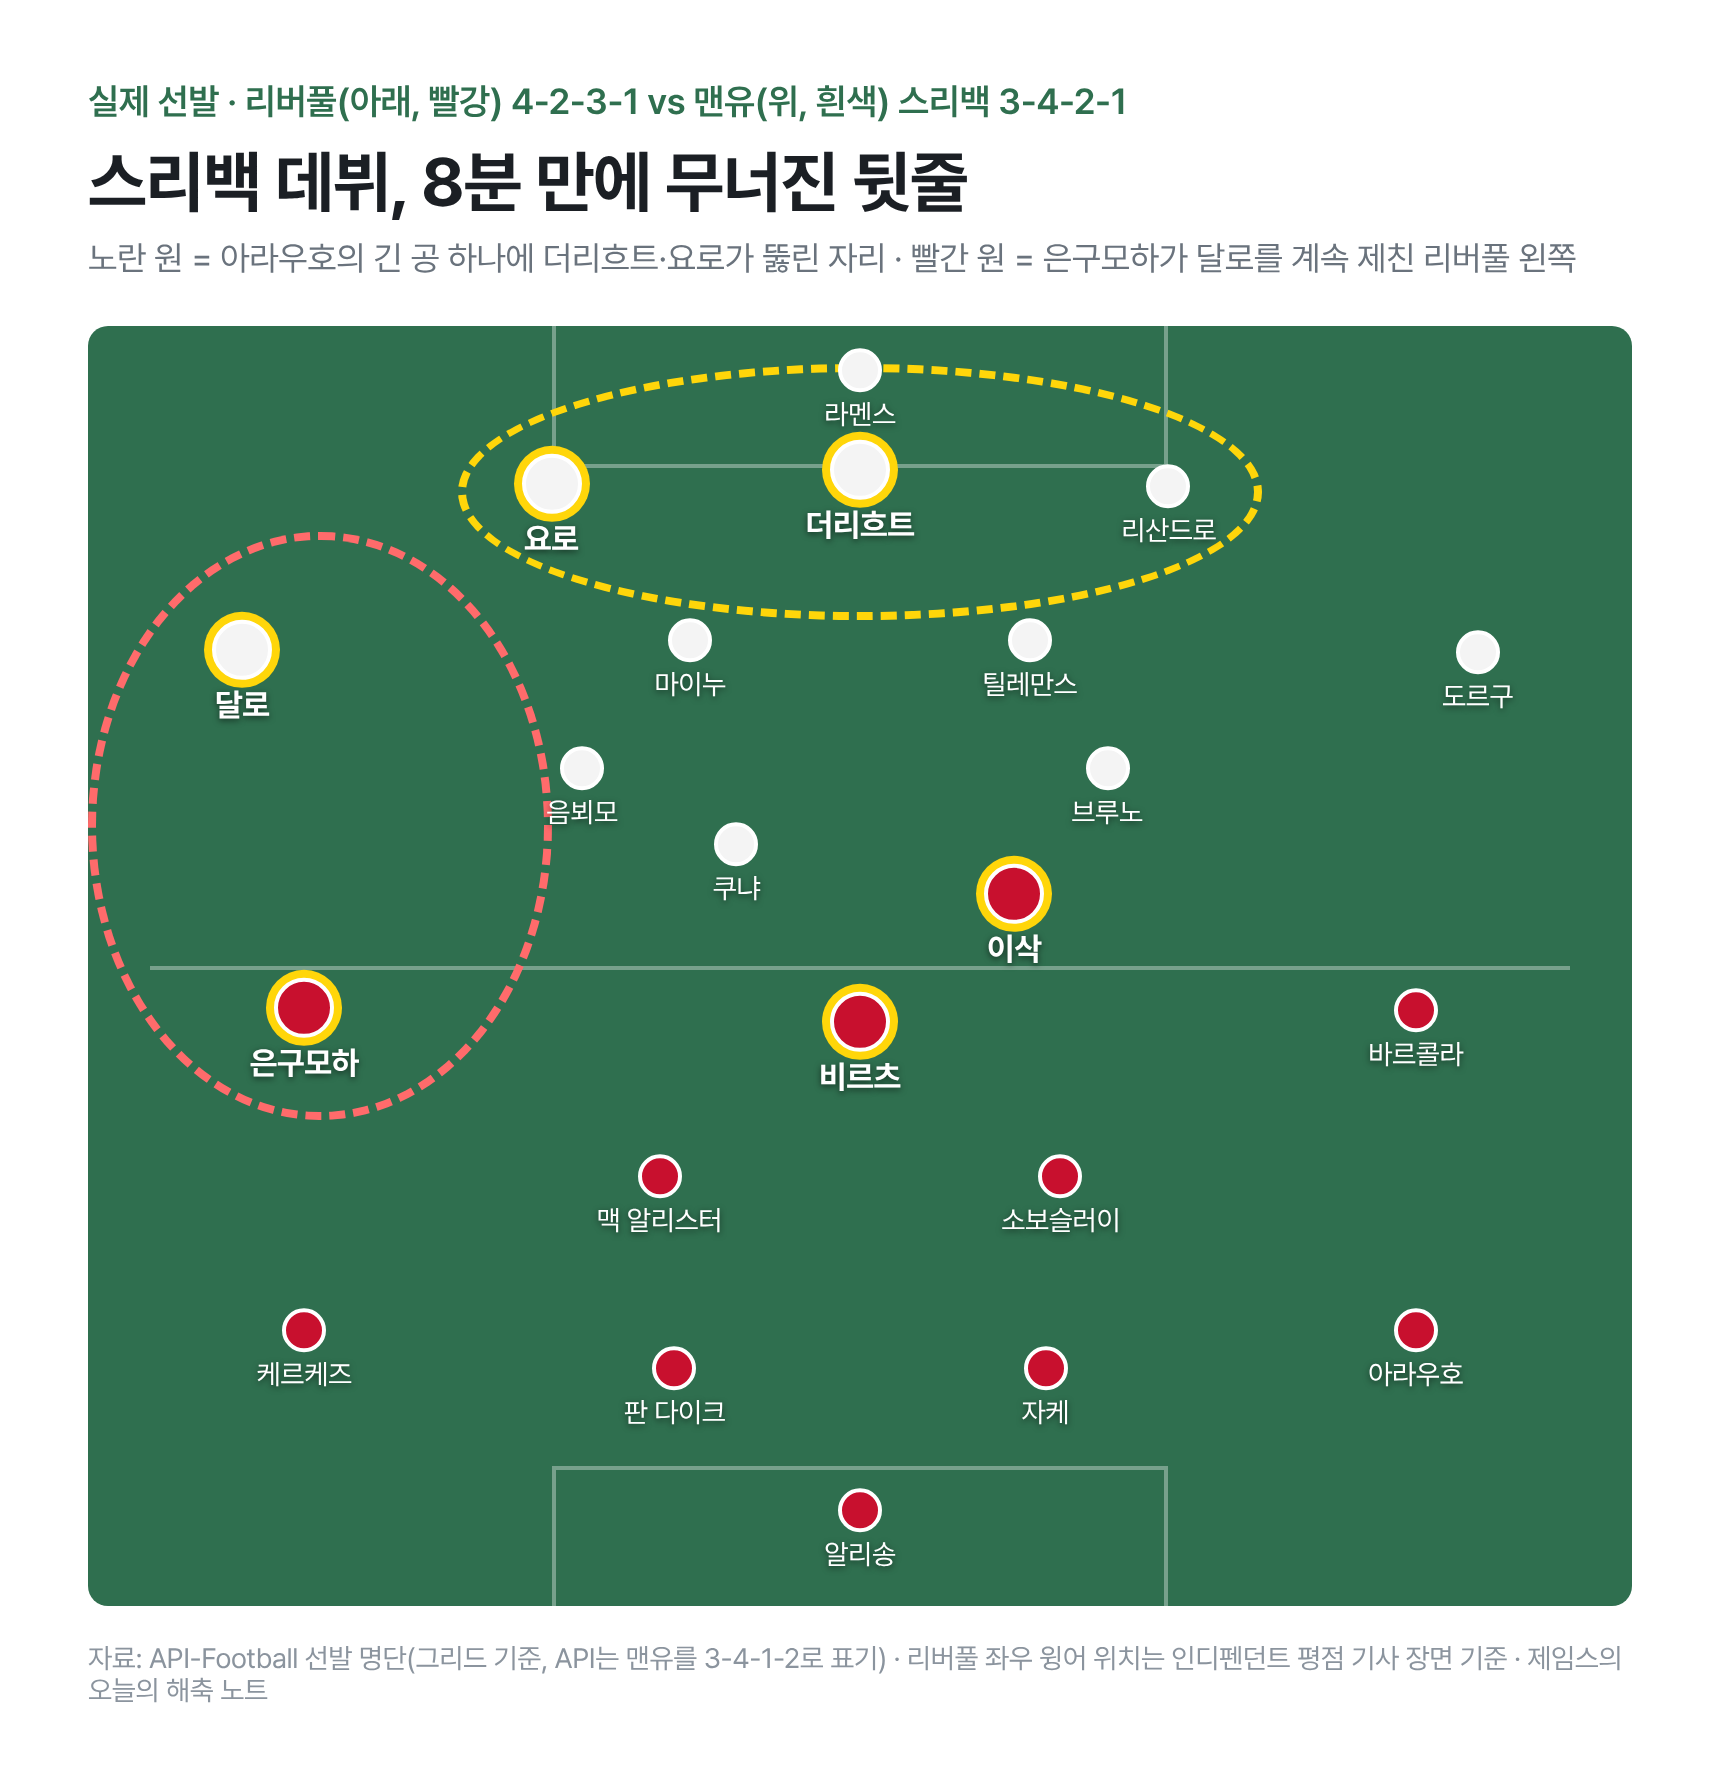 실제 선발 · 리버풀(아래, 빨강) 4-2-3-1 vs 맨유(위, 흰색) 스리백 3-4-2-1
스리백 데뷔, 8분 만에 무너진 뒷줄
노란 원 = 아라우호의 긴 공 하나에 더리흐트·요로가 뚫린 자리 · 빨간 원 = 은구모하가 달로를 계속 제친 리버풀 왼쪽
라멘스
요로
더리흐트
리산드로
달로
마이누
틸레만스
도르구
음뵈모
브루노
쿠냐
이삭
은구모하
비르츠
바르콜라
맥 알리스터
소보슬러이
케르케즈
판 다이크
자케
아라우호
알리송
자료: API-Football 선발 명단(그리드 기준, API는 맨유를 3-4-1-2로 표기) · 리버풀 좌우 윙어 위치는 인디펜던트 평점 기사 장면 기준 · 제임스의
오늘의 해축 노트